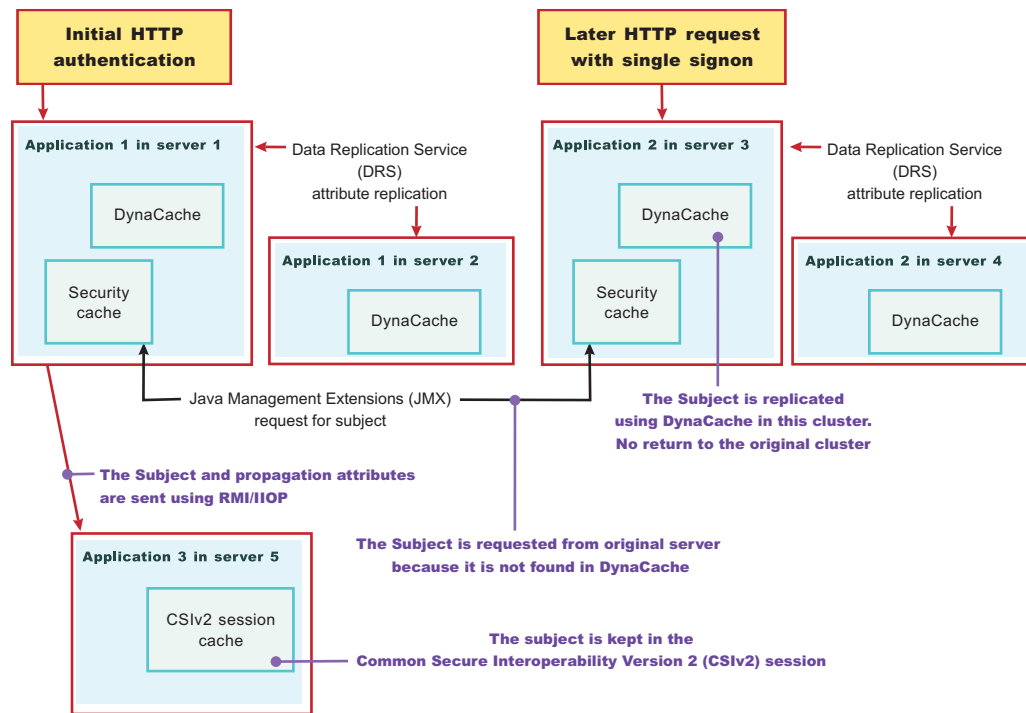 Initial HTTP
authentication
Later HTTP request
with single signon
Application 1 in server 1
DynaCache
Security
cache
Data Replication Service
(DRS)
attribute replication
Application 1 in server 2
DynaCache
Application 2 in server 3
DynaCache
Security
cache
Data Replication Service
(DRS)
attribute replication
Application 2 in server 4
DynaCache
Java Management Extensions (JMX)
request for subject
The Subject is replicated
using DynaCache in this cluster.
No return to the original cluster
The Subject and propagation attributes
are sent using RMI/IIOP
The Subject is requested from original server
because it is not found in DynaCache
Application 3 in server 5
CSIv2 session
cache
The subject is kept in the
Common Secure Interoperability Version 2 (CSIv2) session